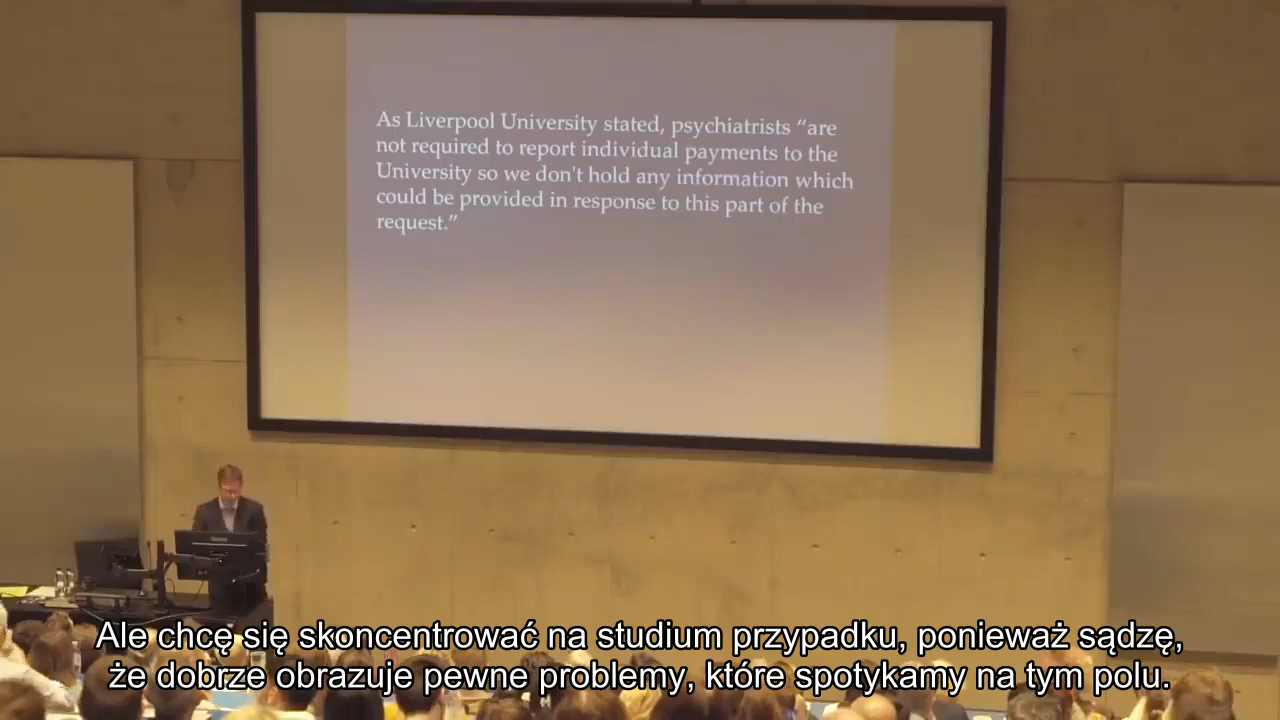 As Liverpool University stated, psychiatrists “are
not required to report individual payments to the
University so we don't hold any information which
could be provided in response to this part of the
request.”
Ale chcę się skoncentrować na studium przypadku, ponieważ sądzę,
że dobrze obrazuje pewne problemy, które spotykamy na tym polu.